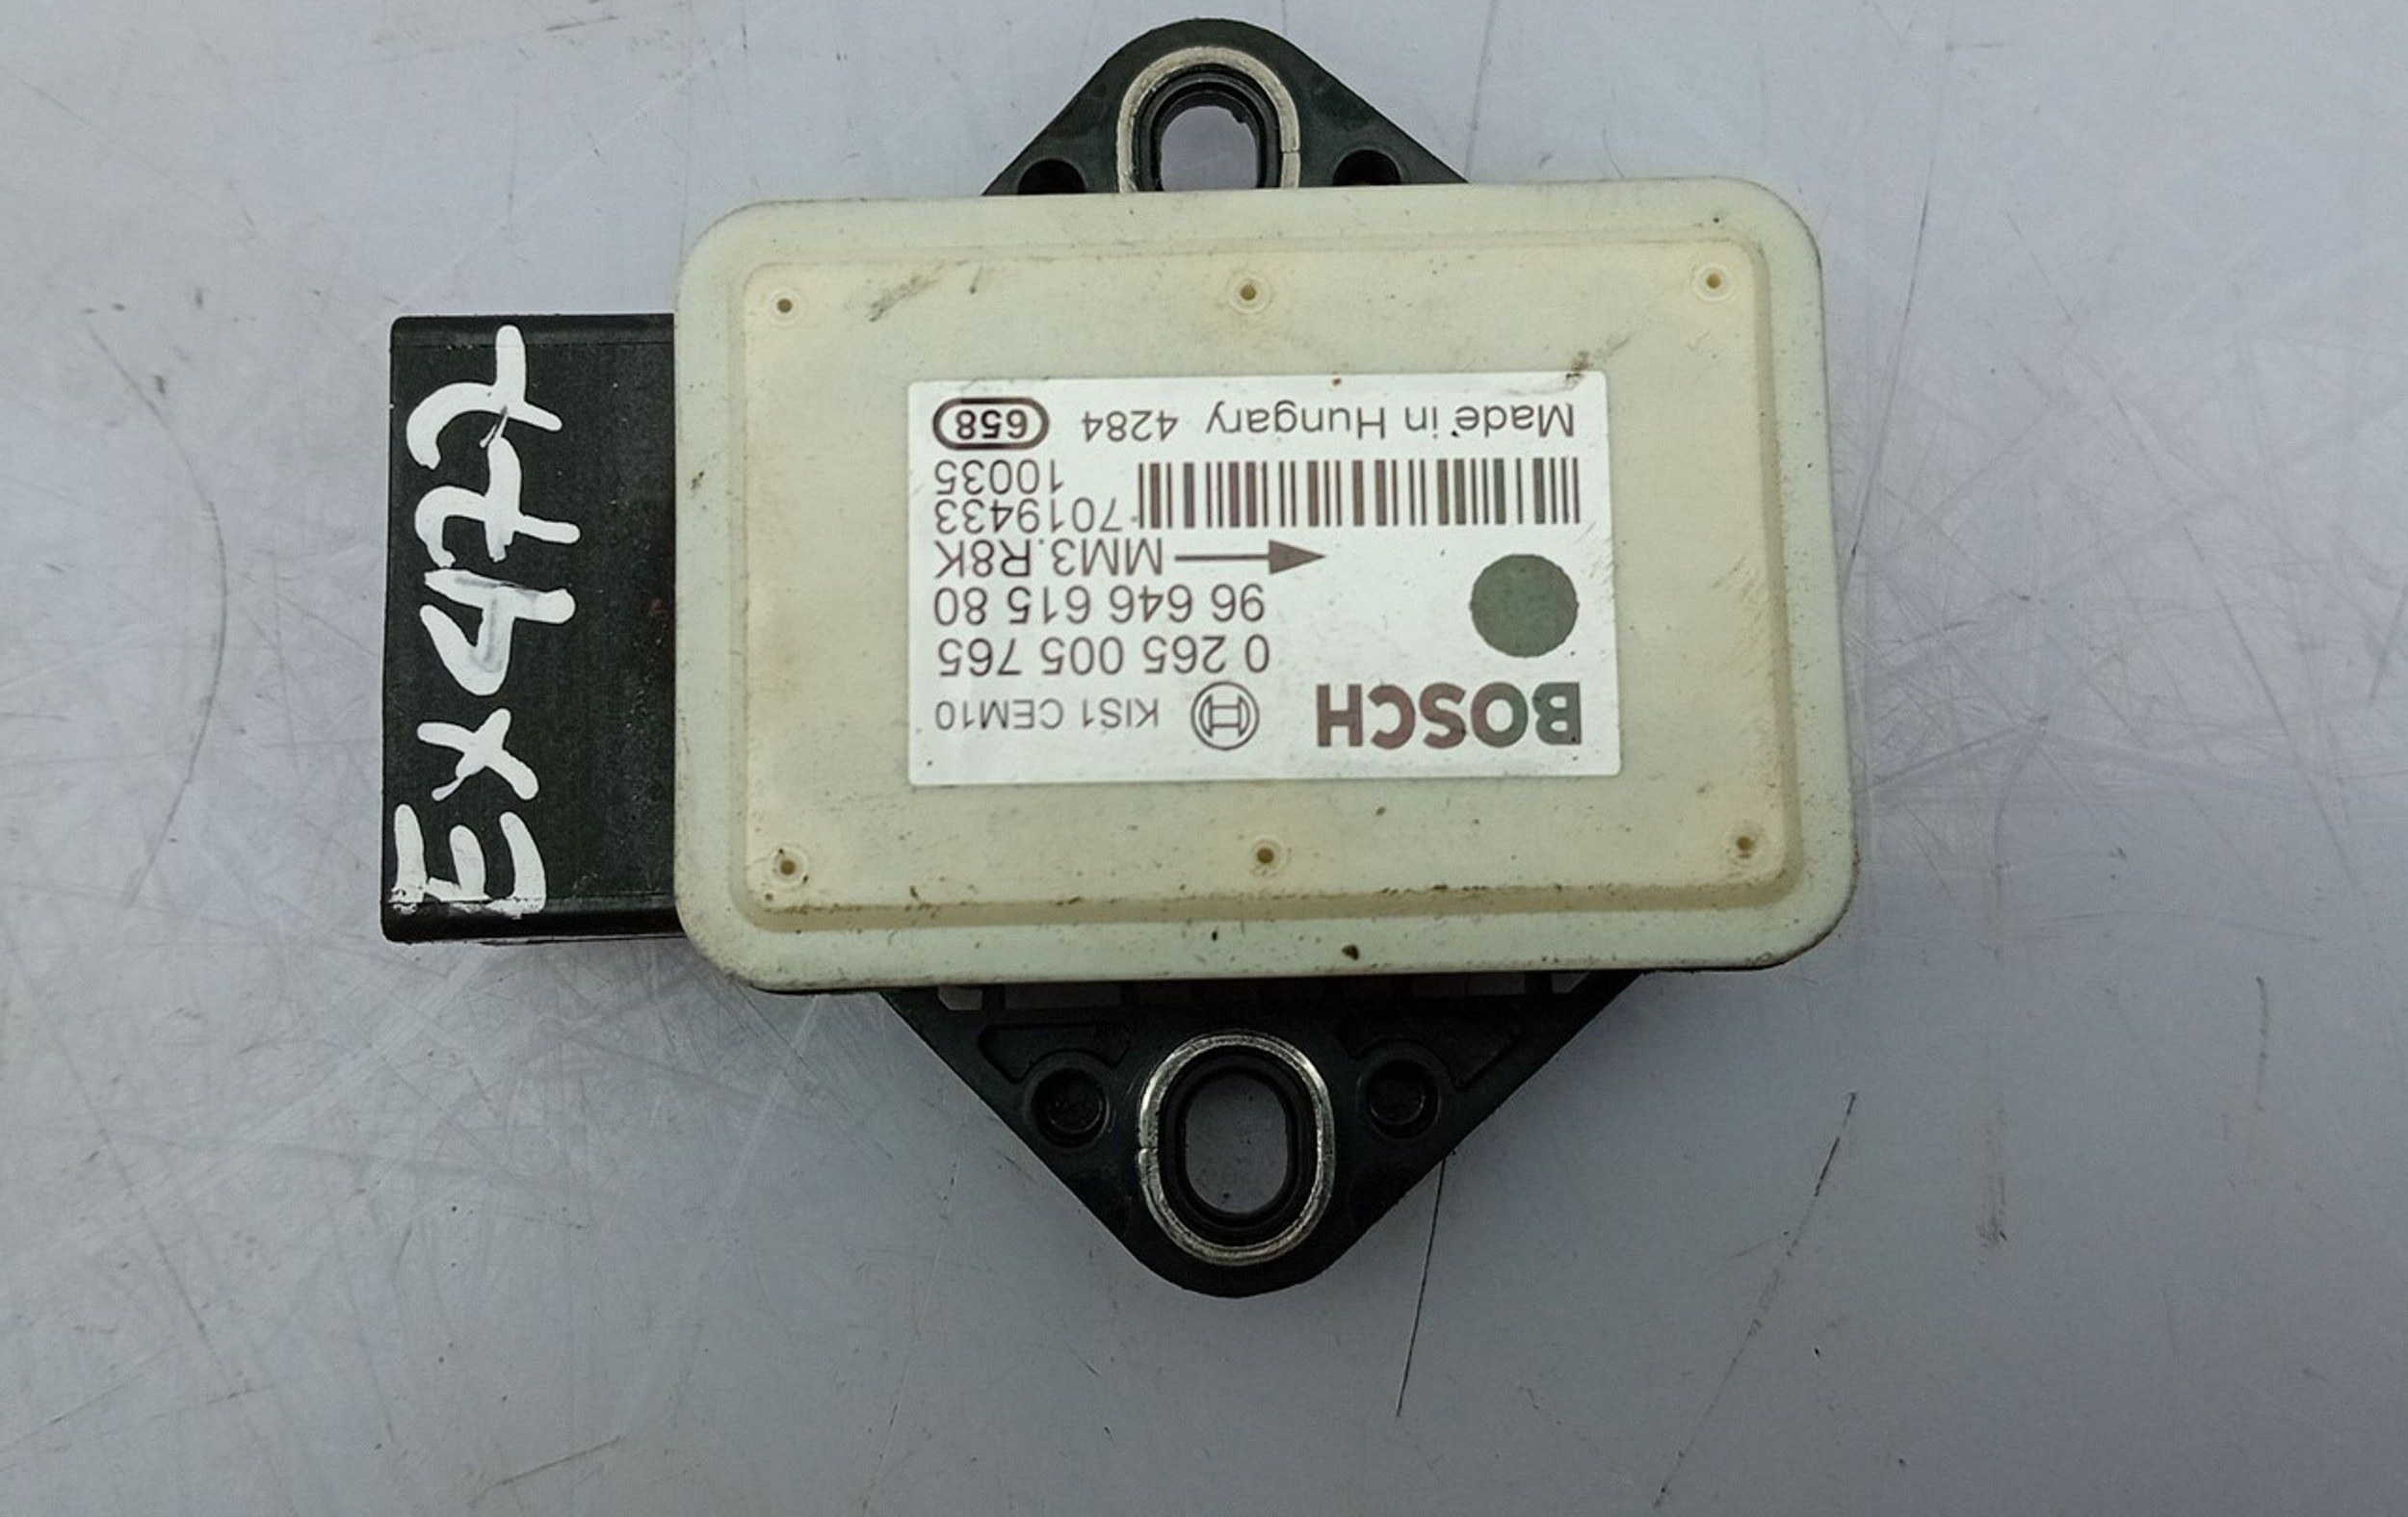 BOSCH KIS1 CEM10
0 265 005 765
96 646 615 80
MM3.R8K
7019433
10035
Made in Hungary 4284 658
Ex477